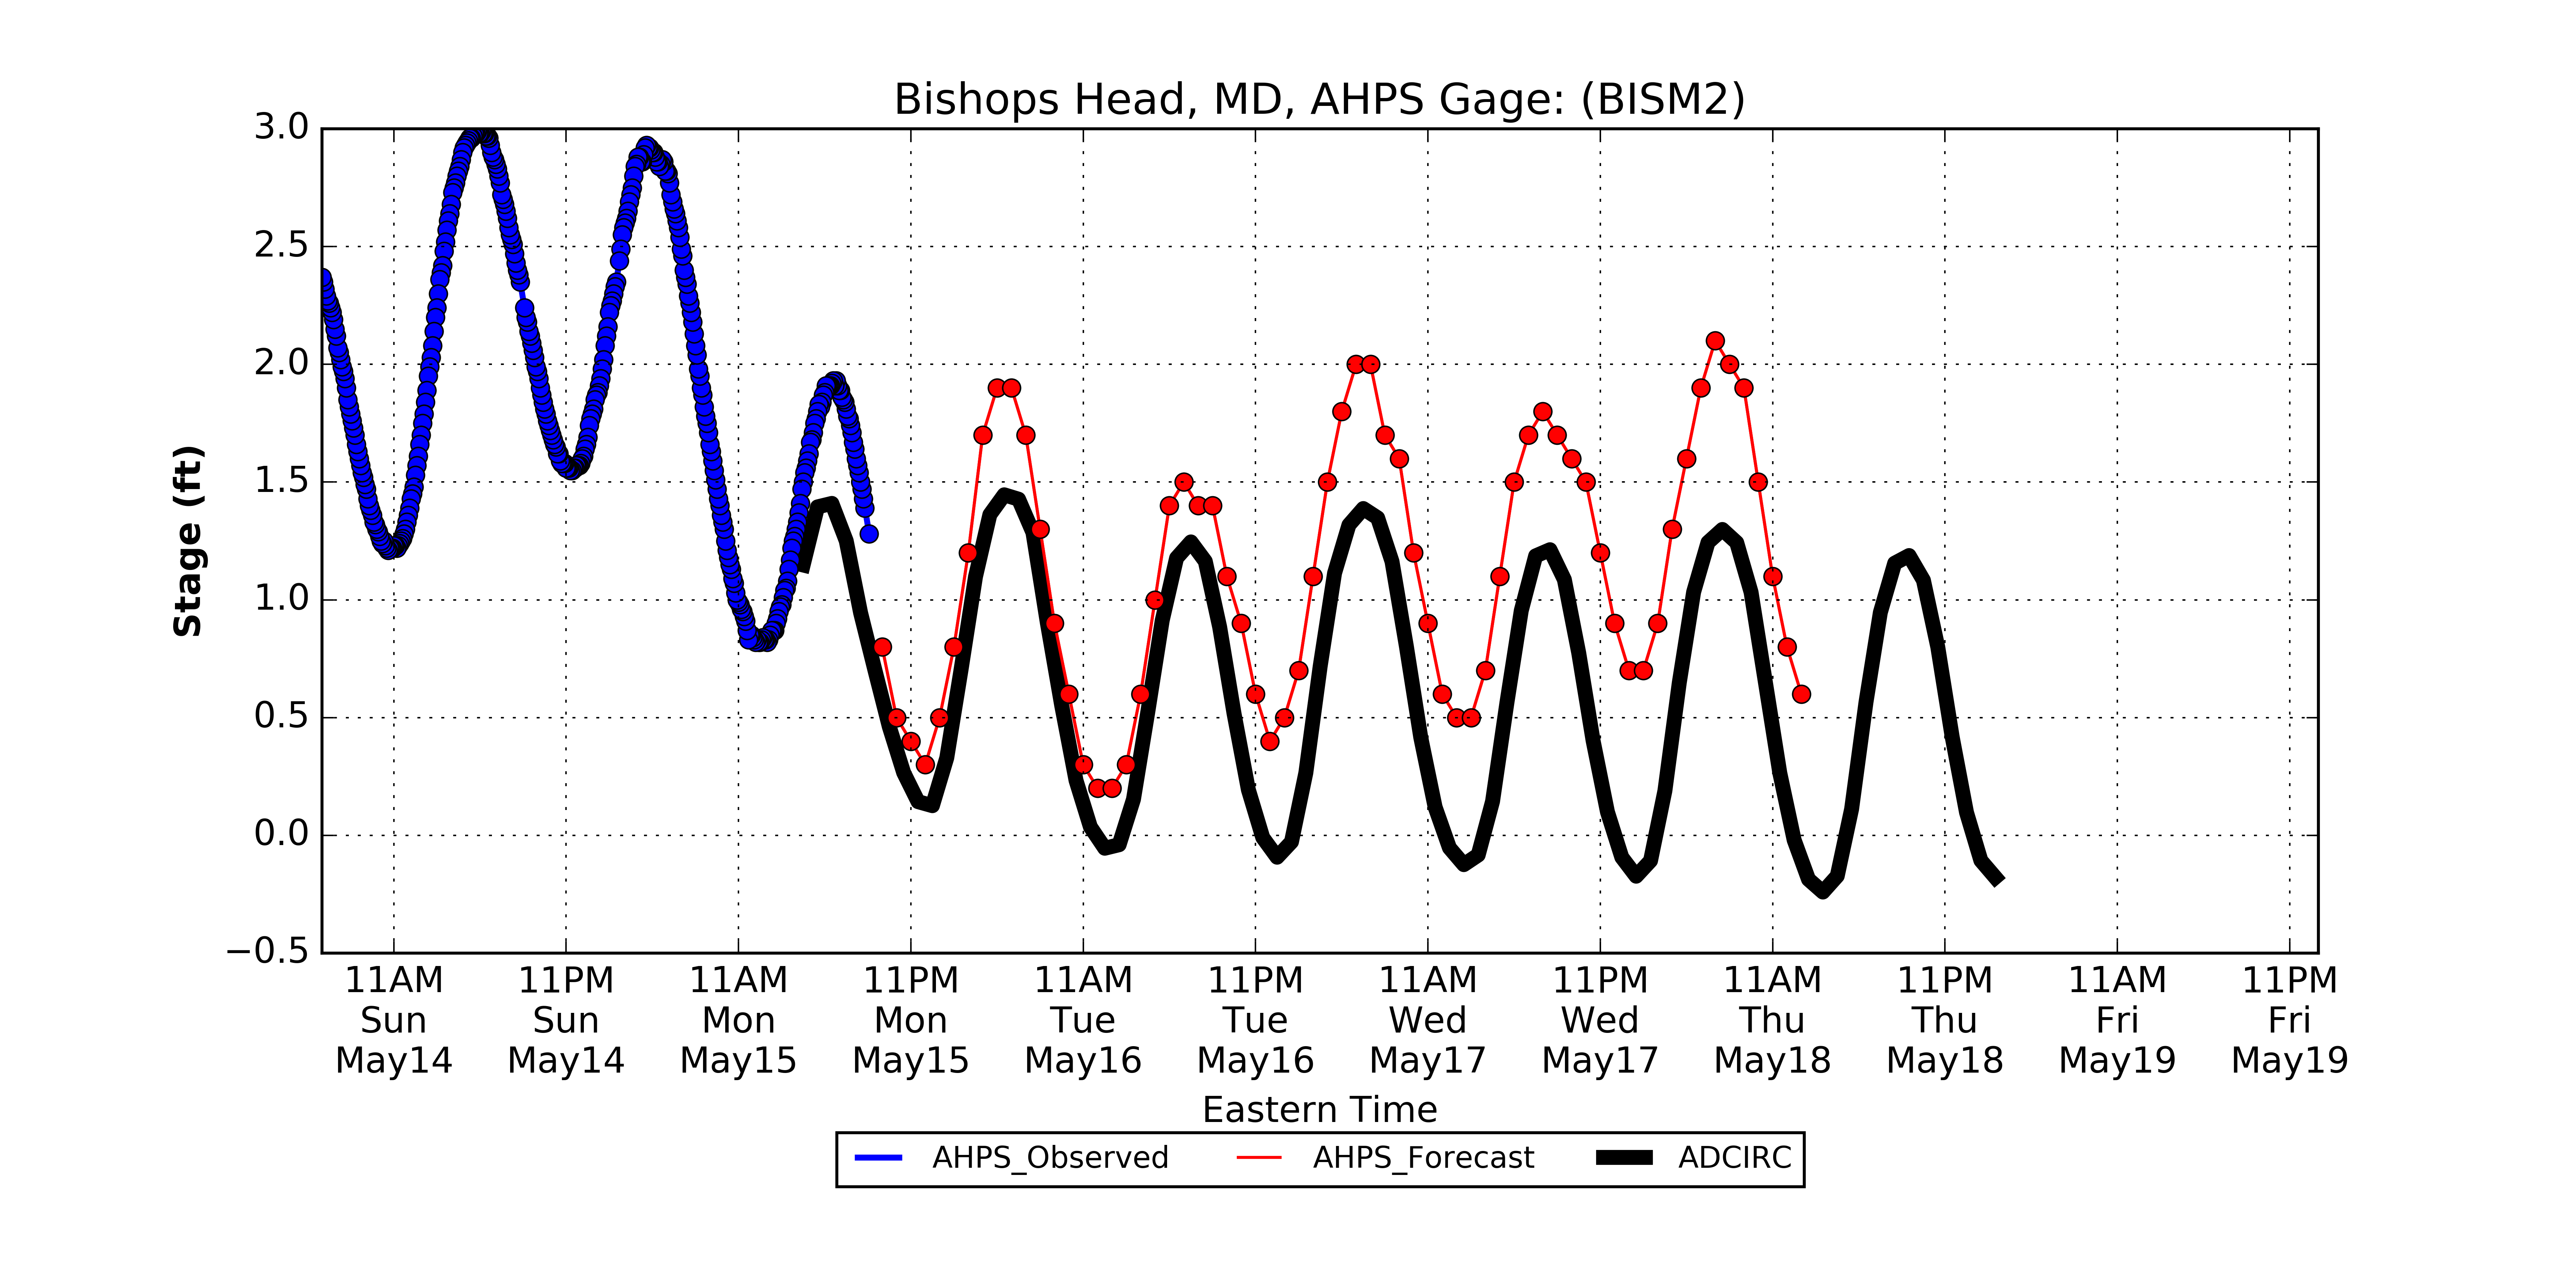 Bishops Head, MD, AHPS Gage: (BISM2)
3.0
2.5
2.0
1.5
1.0
0.5
0.0
−0.5
Stage (ft)
11AM 11PM 11AM 11PM 11AM 11PM 11AM 11PM 11AM 11PM 11AM 11PM
Sun Sun Mon Mon Tue Tue Wed Wed Thu Thu Fri Fri
May14 May14 May15 May15 May16 May16 May17 May17 May18 May18 May19 May19
Eastern Time
AHPS_Observed AHPS_Forecast ADCIRC